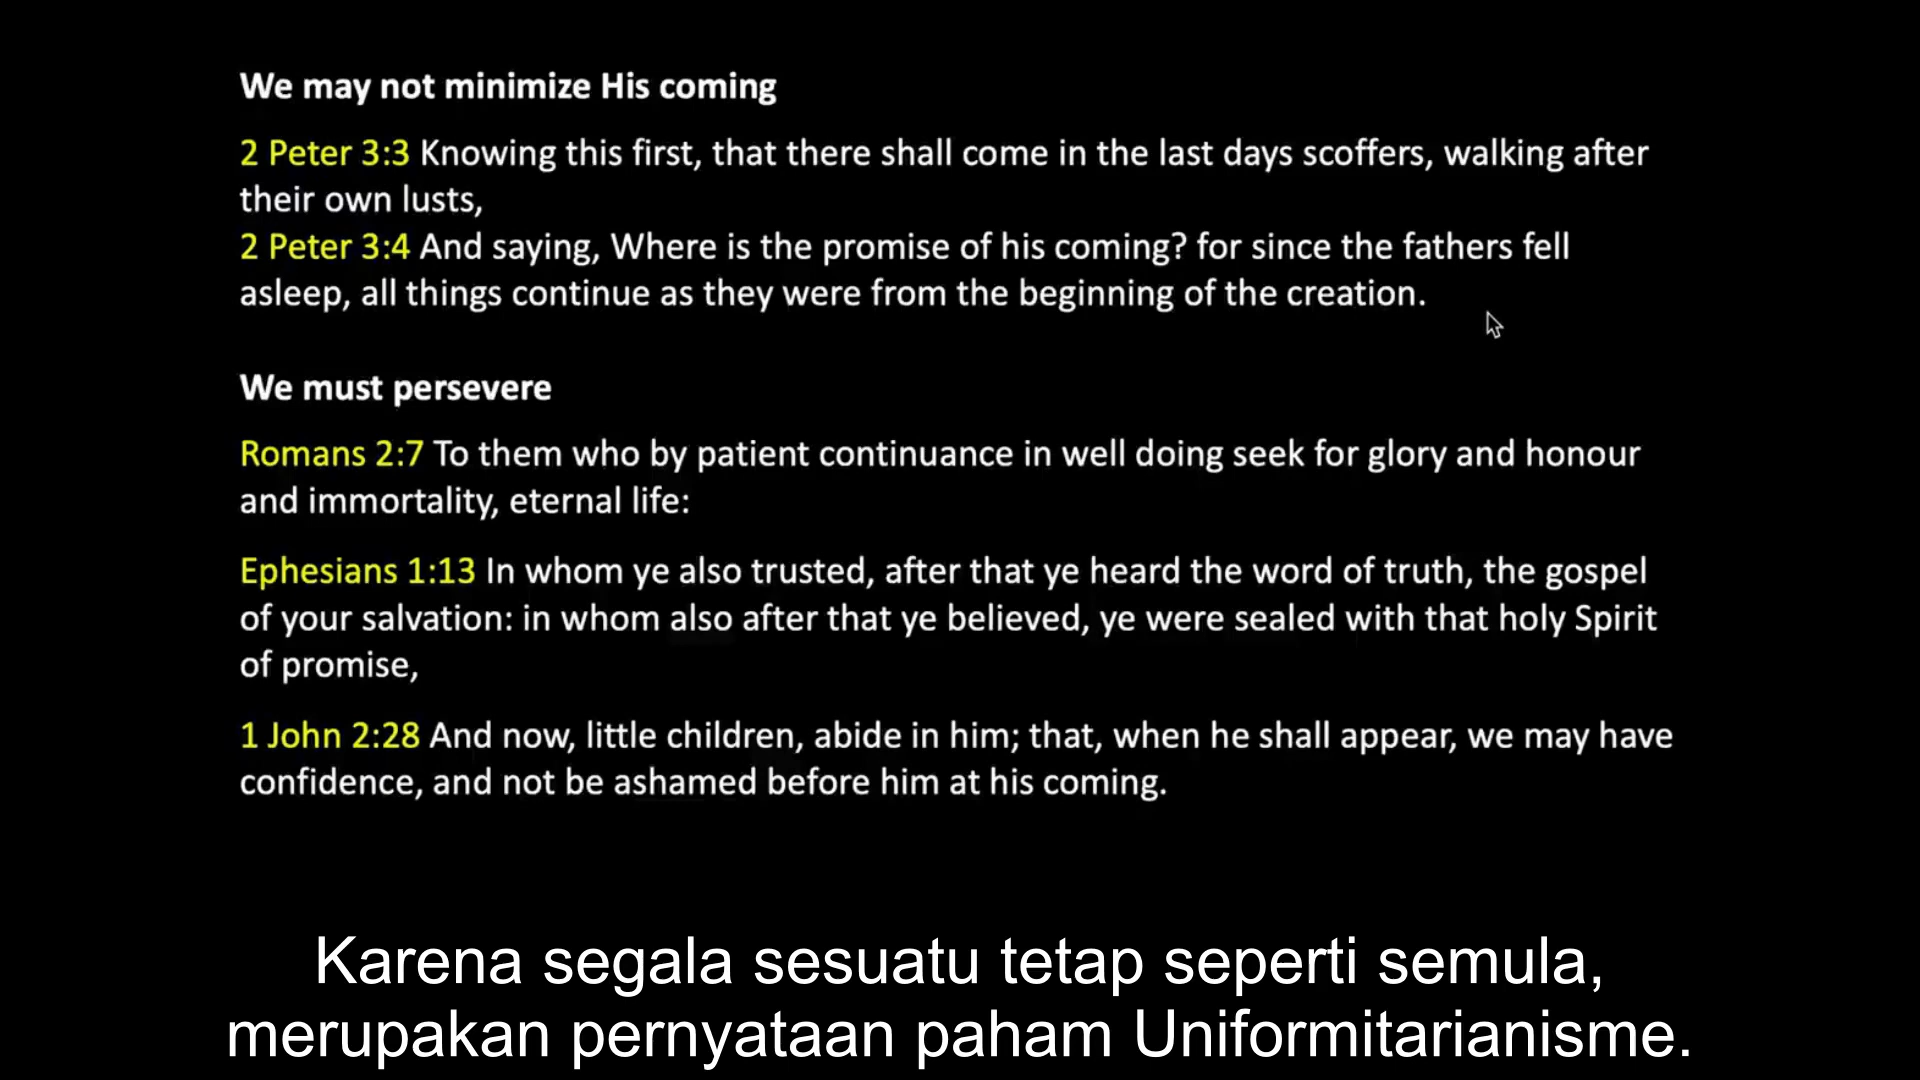 We may not minimize His coming
2 Peter 3:3 Knowing this first, that there shall come in the last days scoffers, walking after
their own lusts,
2 Peter 3:4 And saying, Where is the promise of his coming? for since the fathers fell
asleep, all things continue as they were from the beginning of the creation.
We must persevere
Romans 2:7 To them who by patient continuance in well doing seek for glory and honour
and immortality, eternal life:
Ephesians 1:13 In whom ye also trusted, after that ye heard the word of truth, the gospel
of your salvation: in whom also after that ye believed, ye were sealed with that holy Spirit
of promise,
1 John 2:28 And now, little children, abide in him; that, when he shall appear, we may have
confidence, and not be ashamed before him at his coming.
Karena segala sesuatu tetap seperti semula,
merupakan pernyataan paham Uniformitarianisme.